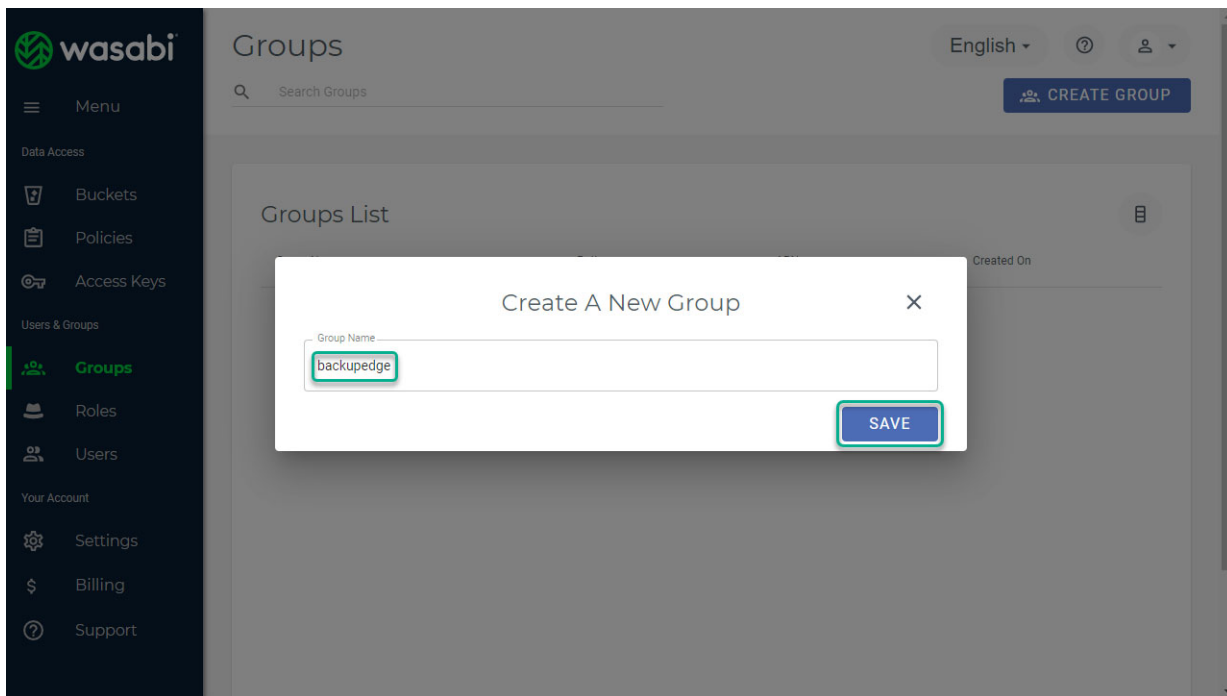 wasabi
Menu
Data Access
Buckets
Policies
Access Keys
Users & Groups
Groups
Roles
Users
Your Account
Settings
Billing
Support
Groups
English
Search Groups
CREATE GROUP
Groups List
Created On
Create A New Group
Group Name
backupedge
SAVE